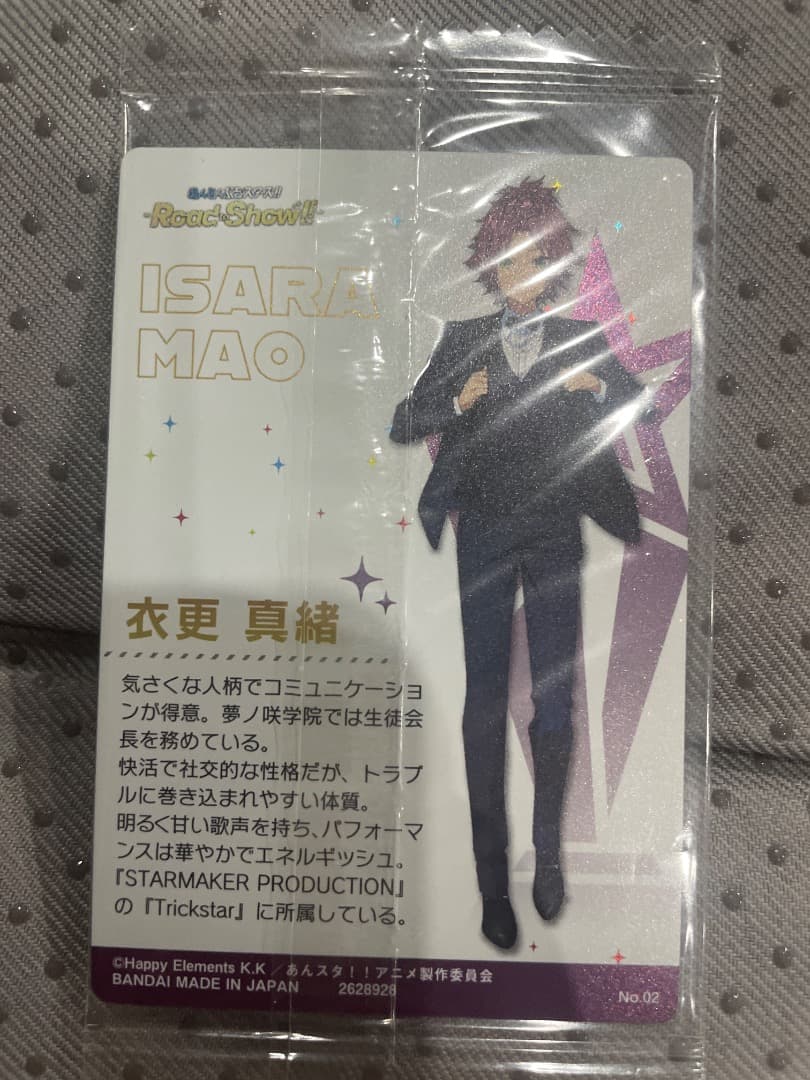 あんさんぶるスターズ!!
-Road to Show!!-
ISARA
MAO
衣更 真緒
気さくな人柄でコミュニケーショ
ンが得意。夢ノ咲学院では生徒会
長を務めている。
快活で社交的な性格だが、トラブ
ルに巻き込まれやすい体質。
明るく甘い歌声を持ち、パフォーマ
ンスは華やかでエネルギッシュ。
『STARMAKER PRODUCTION』
の『Trickstar』に所属している。
©Happy Elements K.K／あんスタ！！アニメ製作委員会
BANDAI MADE IN JAPAN 2628928
No.02